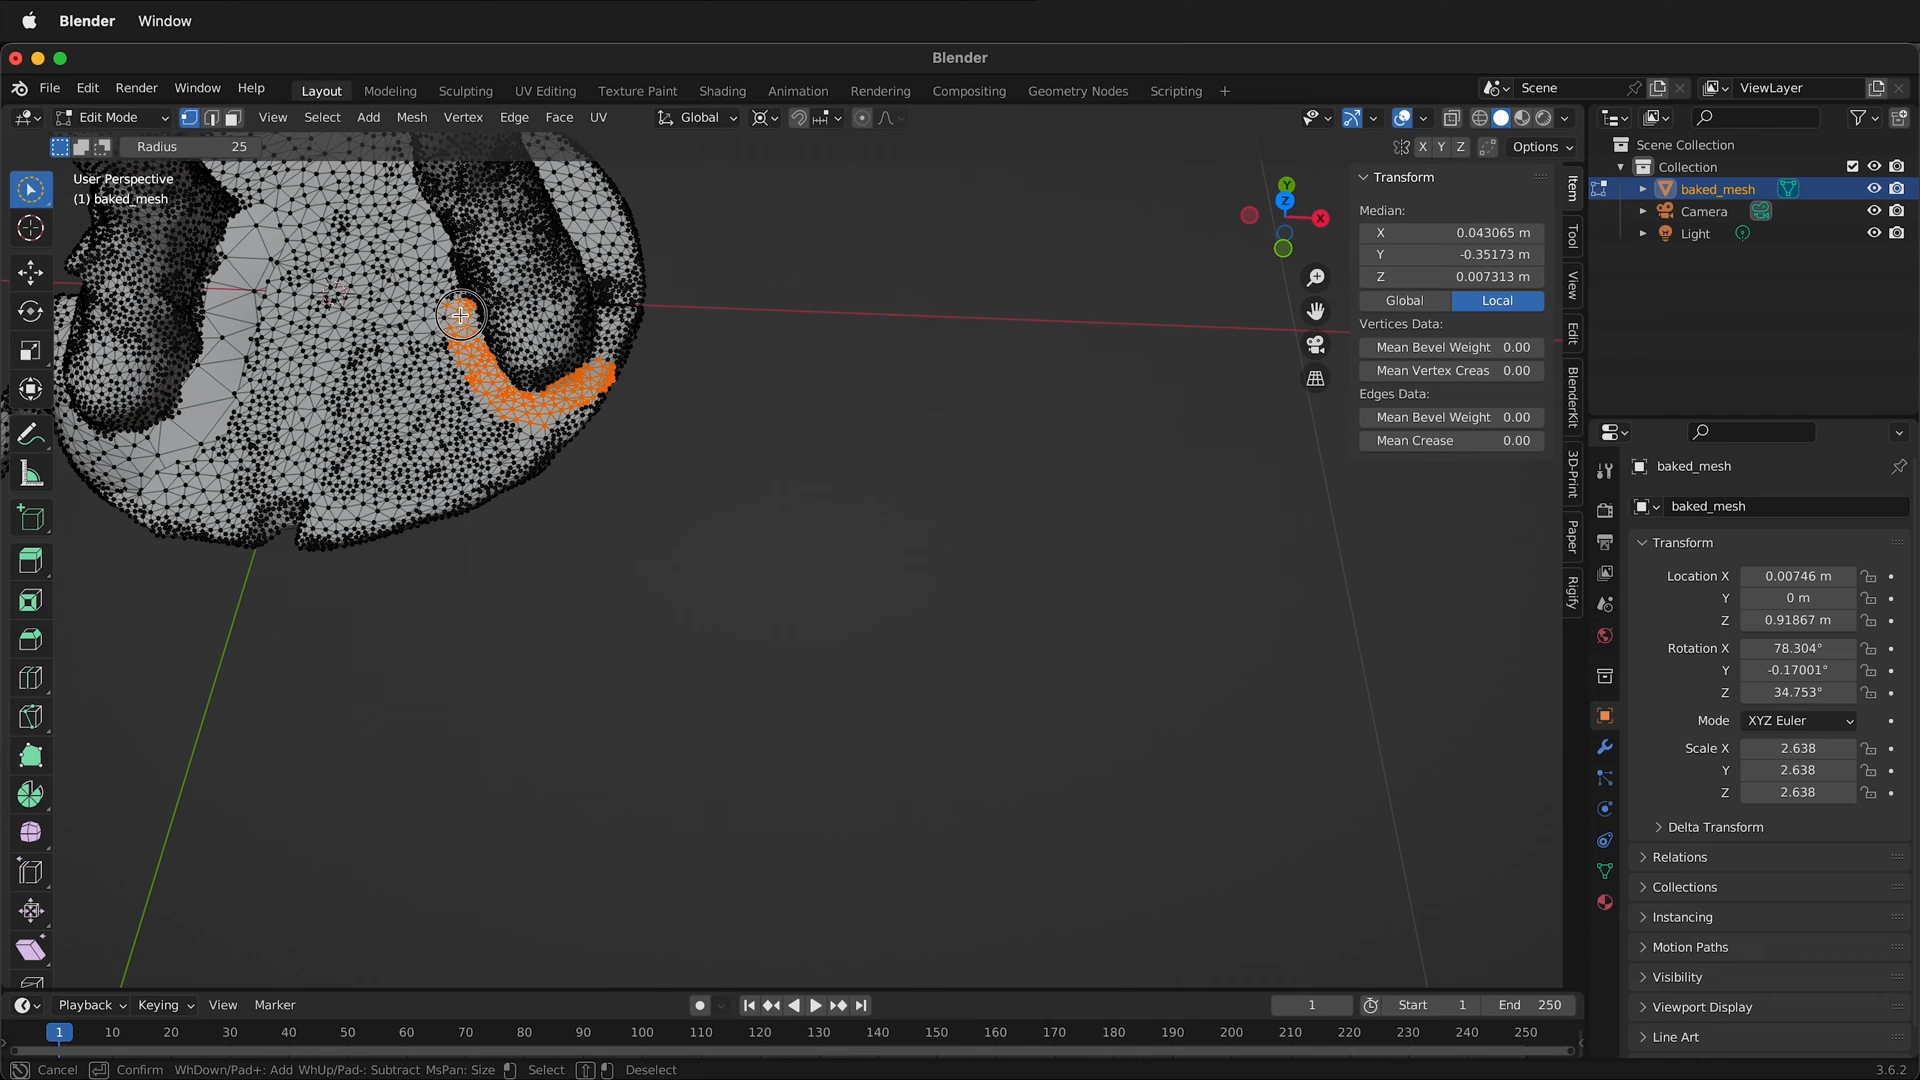 Blender Window
Blender
File Edit Render Window Help Layout Modeling Sculpting UV Editing Texture Paint Shading Animation Rendering Compositing Geometry Nodes Scripting + Scene ViewLayer
Edit Mode View Select Add Mesh Vertex Edge Face UV Global
Radius 25 X Y Z Options
User Perspective
(1) baked_mesh
Y
Z
X
Transform
Median:
X 0.043065 m
Y -0.35173 m
Z 0.007313 m
Global Local
Vertices Data:
Mean Bevel Weight 0.00
Mean Vertex Creas 0.00
Edges Data:
Mean Bevel Weight 0.00
Mean Crease 0.00
Item
Tool
View
Edit
BlenderKit
3D-Print
Paper
Rigify
Scene Collection
Collection
baked_mesh
Camera
Light
baked_mesh
baked_mesh
Transform
Location X 0.00746 m
Y 0 m
Z 0.91867 m
Rotation X 78.304°
Y -0.17001°
Z 34.753°
Mode XYZ Euler
Scale X 2.638
Y 2.638
Z 2.638
Delta Transform
Relations
Collections
Instancing
Motion Paths
Visibility
Viewport Display
Line Art
Playback Keying View Marker 1 Start 1 End 250
1 10 20 30 40 50 60 70 80 90 100 110 120 130 140 150 160 170 180 190 200 210 220 230 240 250
Cancel Confirm WhDown/Pad+: Add WhUp/Pad-: Subtract MsPan: Size Select Deselect 3.6.2